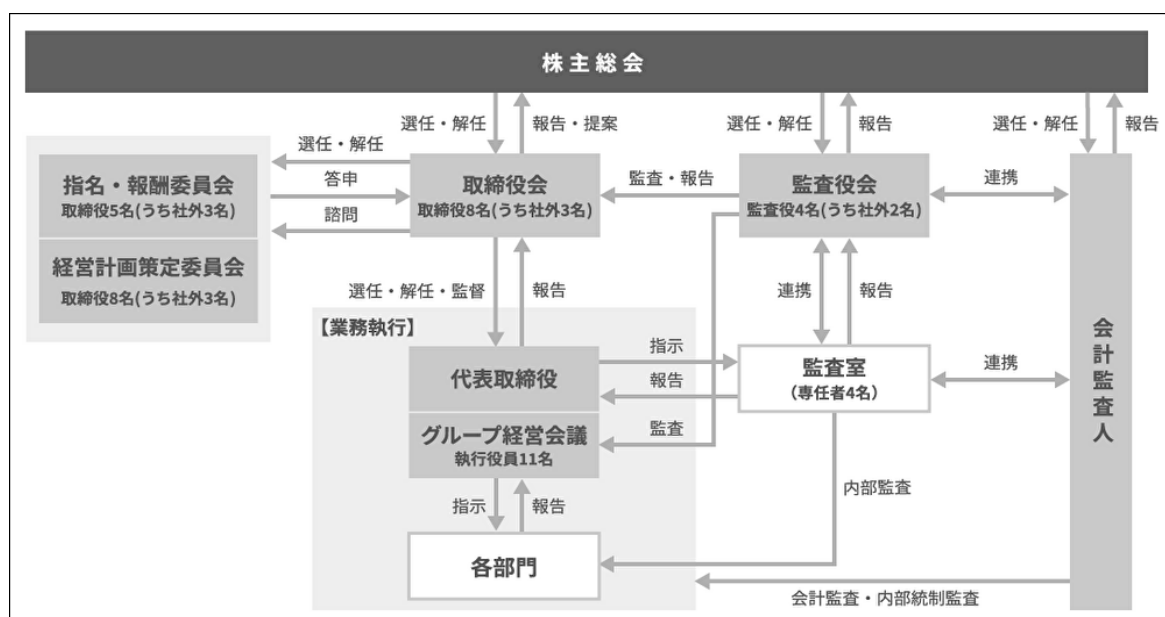 株主総会
選任・解任
報告・提案
選任・解任
報告
選任・解任
報告
選任・解任
答申
諮問
指名・報酬委員会
取締役5名(うち社外3名)
経営計画策定委員会
取締役8名(うち社外3名)
取締役会
取締役8名(うち社外3名)
監査・報告
監査役会
監査役4名(うち社外2名)
連携
選任・解任・監督
報告
連携
報告
【業務執行】
代表取締役
指示
報告
監査室
(専任者4名)
連携
会計監査人
グループ経営会議
執行役員11名
監査
指示
報告
内部監査
各部門
会計監査・内部統制監査